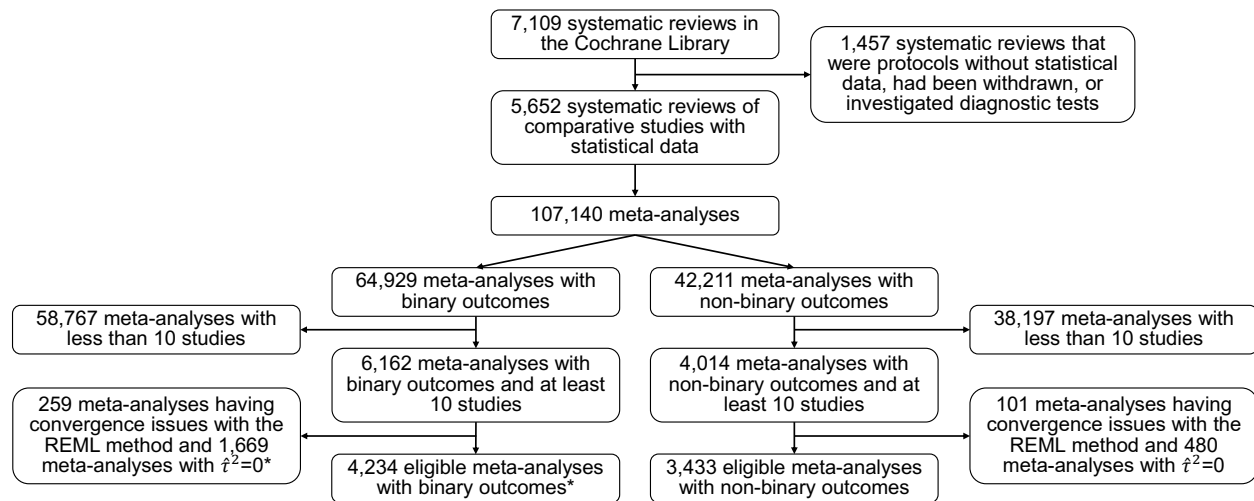 7,109 systematic reviews in
the Cochrane Library
1,457 systematic reviews that
were protocols without statistical
data, had been withdrawn, or
investigated diagnostic tests
5,652 systematic reviews of
comparative studies with
statistical data
107,140 meta-analyses
64,929 meta-analyses with
binary outcomes
42,211 meta-analyses with
non-binary outcomes
58,767 meta-analyses with
less than 10 studies
38,197 meta-analyses with
less than 10 studies
6,162 meta-analyses with
binary outcomes and at least
10 studies
4,014 meta-analyses with
non-binary outcomes and at
least 10 studies
259 meta-analyses having
convergence issues with the
REML method and 1,669
meta-analyses with τ̂²=0*
101 meta-analyses having
convergence issues with the
REML method and 480
meta-analyses with τ̂²=0
4,234 eligible meta-analyses
with binary outcomes*
3,433 eligible meta-analyses
with non-binary outcomes